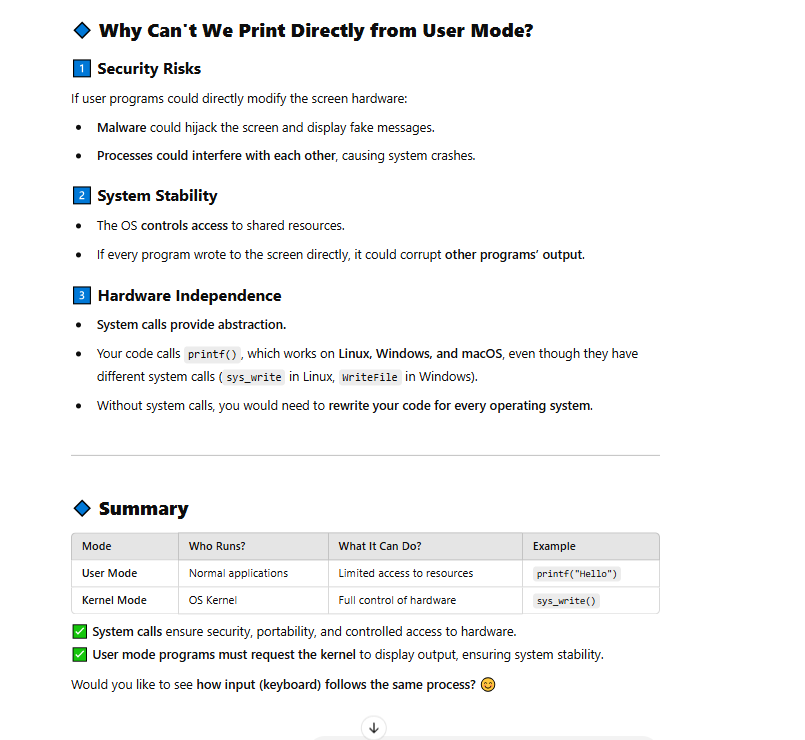 🔷 Why Can't We Print Directly from User Mode?
1️⃣ Security Risks
If user programs could directly modify the screen hardware:
• Malware could hijack the screen and display fake messages.
• Processes could interfere with each other, causing system crashes.
2️⃣ System Stability
• The OS controls access to shared resources.
• If every program wrote to the screen directly, it could corrupt other programs’ output.
3️⃣ Hardware Independence
• System calls provide abstraction.
• Your code calls printf(), which works on Linux, Windows, and macOS, even though they have
different system calls (sys_write in Linux, WriteFile in Windows).
• Without system calls, you would need to rewrite your code for every operating system.
🔷 Summary
Mode Who Runs? What It Can Do? Example
User Mode Normal applications Limited access to resources printf("Hello")
Kernel Mode OS Kernel Full control of hardware sys_write()
✅ System calls ensure security, portability, and controlled access to hardware.
✅ User mode programs must request the kernel to display output, ensuring system stability.
Would you like to see how input (keyboard) follows the same process? 😊